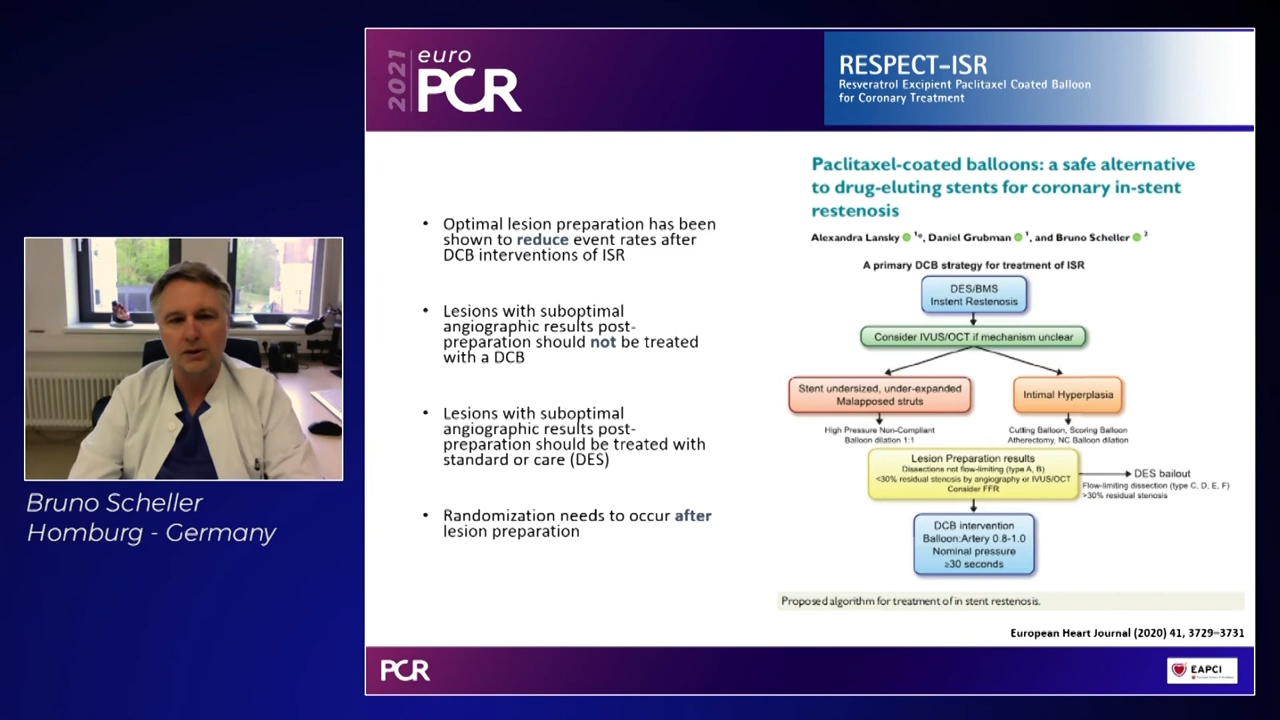 2021 euro
PCR
RESPECT-ISR
Resveratrol Excipient Paclitaxel Coated Balloon
for Coronary Treatment
• Optimal lesion preparation has been
shown to reduce event rates after
DCB interventions of ISR
• Lesions with suboptimal
angiographic results post-
preparation should not be treated
with a DCB
• Lesions with suboptimal
angiographic results post-
preparation should be treated with
standard or care (DES)
• Randomization needs to occur after
lesion preparation
Paclitaxel-coated balloons: a safe alternative
to drug-eluting stents for coronary in-stent
restenosis
Alexandra Lansky 1*, Daniel Grubman 1, and Bruno Scheller 2
A primary DCB strategy for treatment of ISR
DES/BMS
Instent Restenosis
Consider IVUS/OCT if mechanism unclear
Stent undersized, under-expanded
Malapposed struts
Intimal Hyperplasia
High Pressure Non-Compliant
Balloon dilation 1:1
Cutting Balloon, Scoring Balloon
Atherectomy, NC Balloon dilation
Lesion Preparation results
Dissections not flow-limiting (type A, B)
<30% residual stenosis by angiography or IVUS/OCT
Consider FFR
DES bailout
Flow-limiting dissection (type C, D, E, F)
>30% residual stenosis
DCB intervention
Balloon:Artery 0.8-1.0
Nominal pressure
≥30 seconds
Proposed algorithm for treatment of in stent restenosis.
European Heart Journal (2020) 41, 3729–3731
Bruno Scheller
Homburg - Germany
PCR
EAPCI